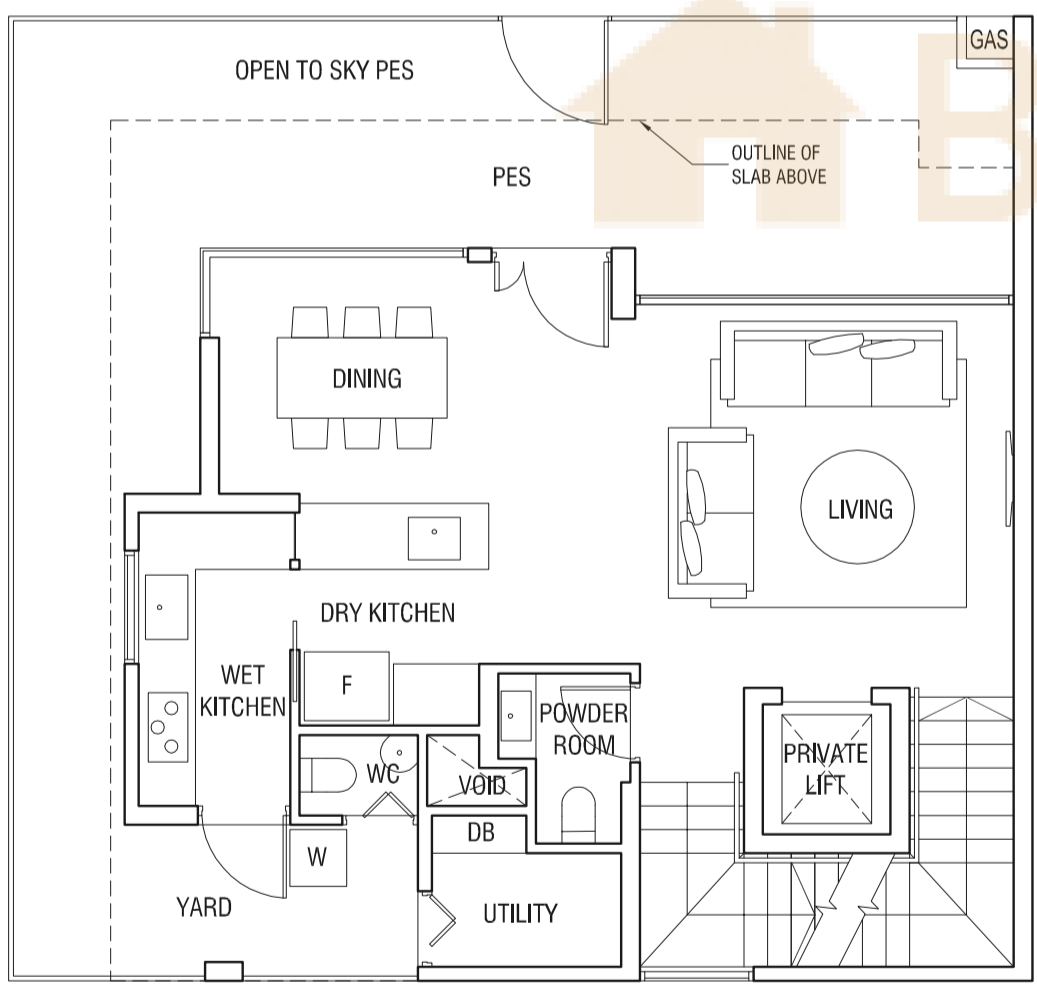 GAS
OPEN TO SKY PES
OUTLINE OF
SLAB ABOVE
PES
DINING
LIVING
DRY KITCHEN
WET
KITCHEN
F
POWDER
ROOM
PRIVATE
LIFT
WC
VOID
DB
W
YARD
UTILITY
B